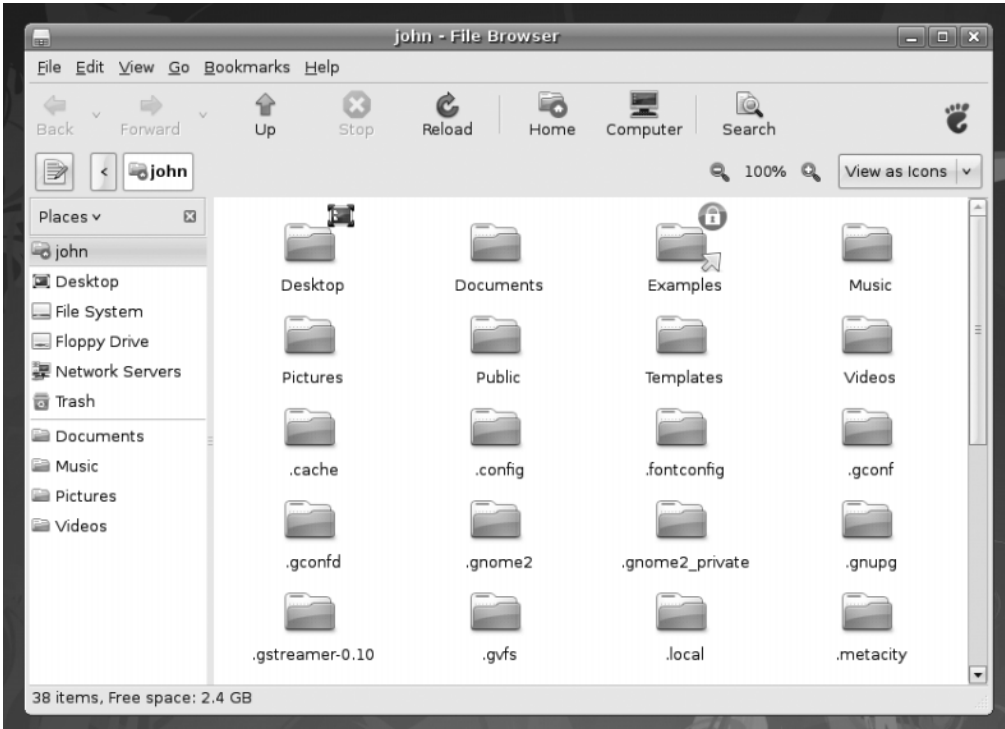 john - File Browser
File Edit View Go Bookmarks Help
Back Forward Up Stop Reload Home Computer Search
john 100% View as Icons
Places
john
Desktop
File System
Floppy Drive
Network Servers
Trash
Documents
Music
Pictures
Videos
Desktop Documents Examples Music
Pictures Public Templates Videos
.cache .config .fontconfig .gconf
.gconfd .gnome2 .gnome2_private .gnupg
.gstreamer-0.10 .gvfs .local .metacity
38 items, Free space: 2.4 GB